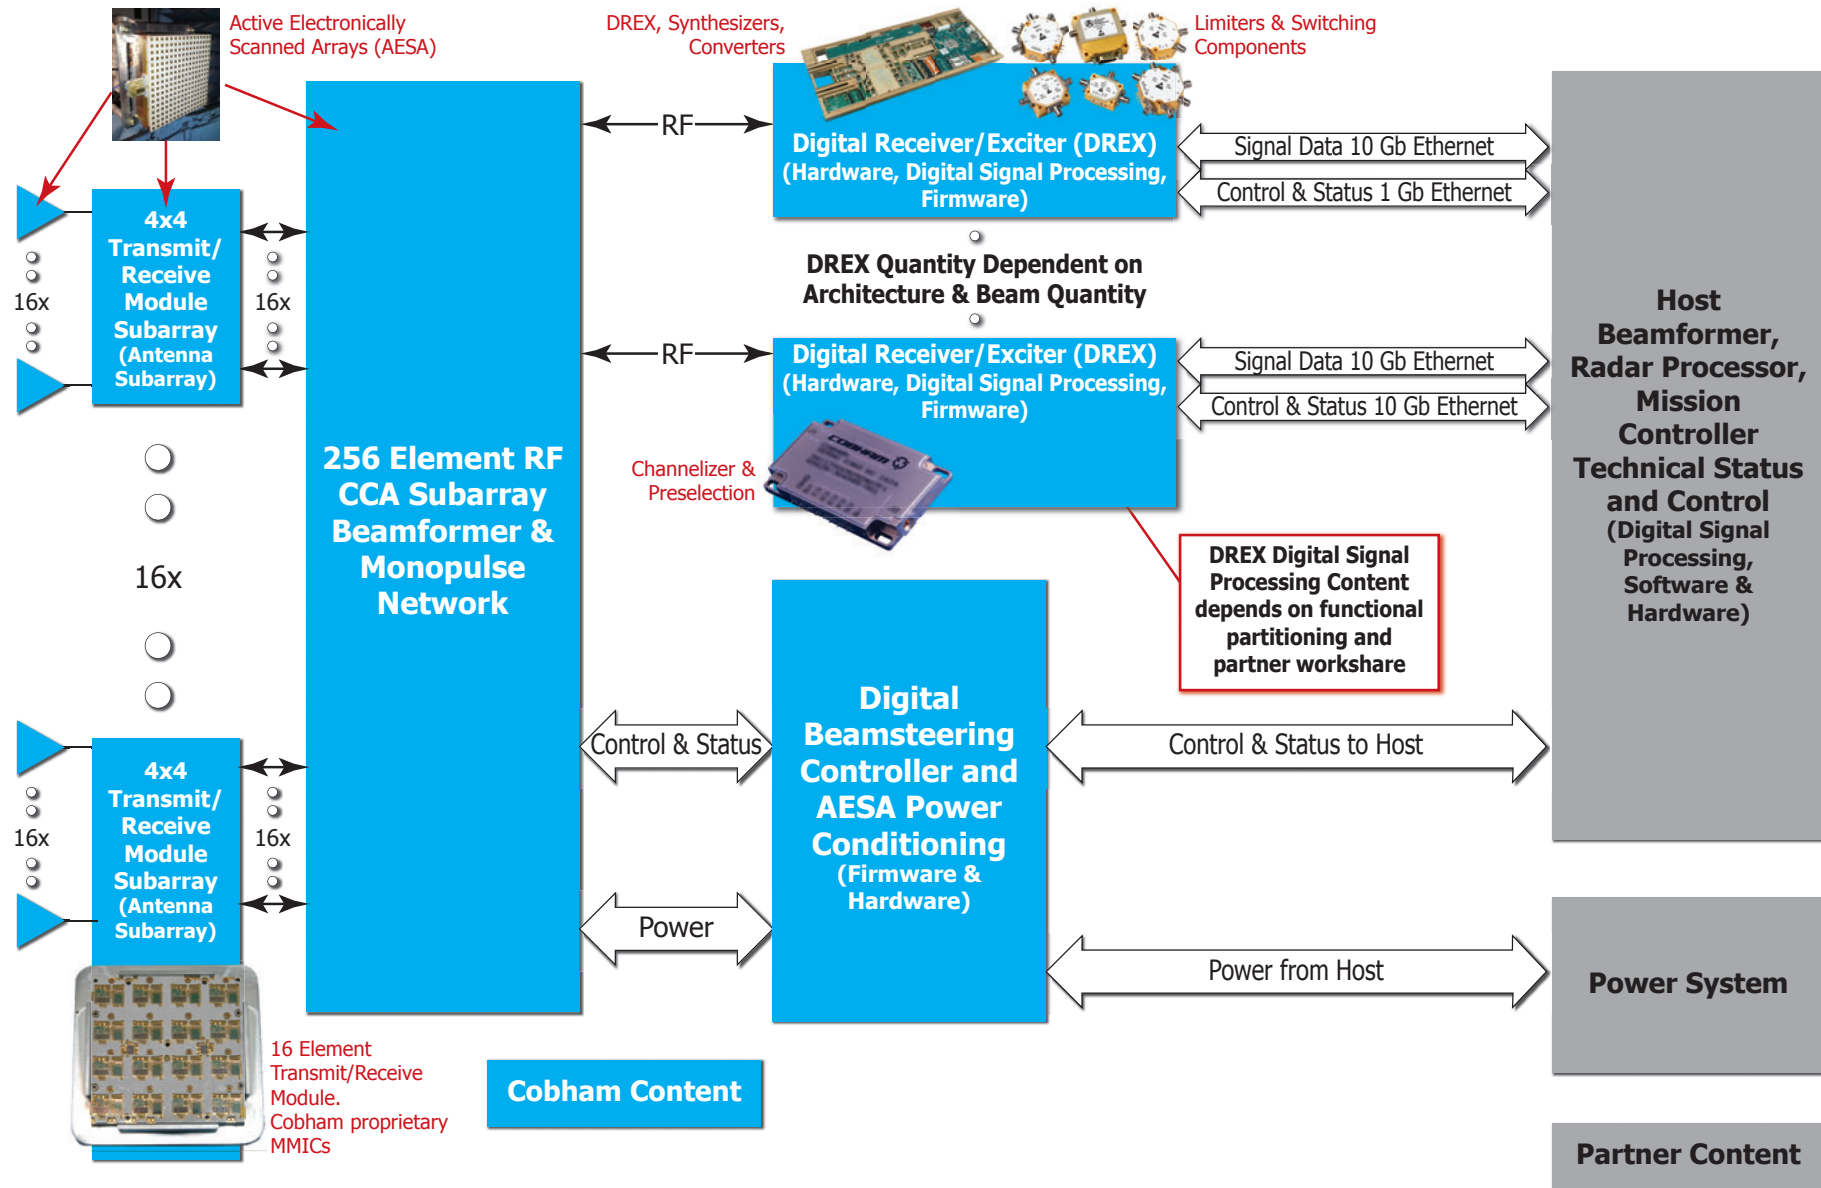 Active Electronically
Scanned Arrays (AESA)
DREX, Synthesizers,
Converters
Limiters & Switching
Components
4x4
Transmit/
Receive
Module
Subarray
(Antenna
Subarray)
16x
16x
16x
4x4
Transmit/
Receive
Module
Subarray
(Antenna
Subarray)
16x
16x
16 Element
Transmit/Receive
Module.
Cobham proprietary
MMICs
256 Element RF
CCA Subarray
Beamformer &
Monopulse
Network
RF
RF
Control & Status
Power
Digital Receiver/Exciter (DREX)
(Hardware, Digital Signal Processing,
Firmware)
DREX Quantity Dependent on
Architecture & Beam Quantity
Digital Receiver/Exciter (DREX)
(Hardware, Digital Signal Processing,
Firmware)
Channelizer &
Preselection
COBHAM
DREX Digital Signal
Processing Content
depends on functional
partitioning and
partner workshare
Digital
Beamsteering
Controller and
AESA Power
Conditioning
(Firmware &
Hardware)
Signal Data 10 Gb Ethernet
Control & Status 1 Gb Ethernet
Signal Data 10 Gb Ethernet
Control & Status 10 Gb Ethernet
Control & Status to Host
Power from Host
Host
Beamformer,
Radar Processor,
Mission
Controller
Technical Status
and Control
(Digital Signal
Processing,
Software &
Hardware)
Power System
Cobham Content
Partner Content